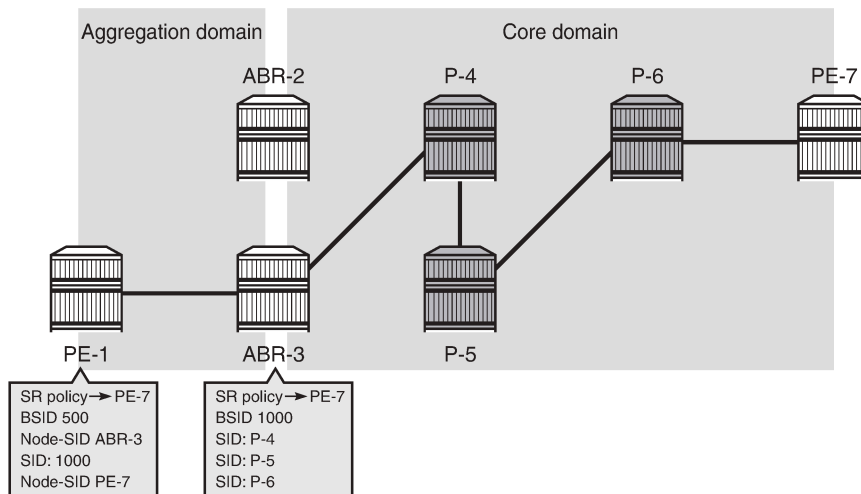 Aggregation domain
Core domain
ABR-2
P-4
P-6
PE-7
PE-1
ABR-3
P-5
SR policy → PE-7
BSID 500
Node-SID ABR-3
SID: 1000
Node-SID PE-7
SR policy → PE-7
BSID 1000
SID: P-4
SID: P-5
SID: P-6